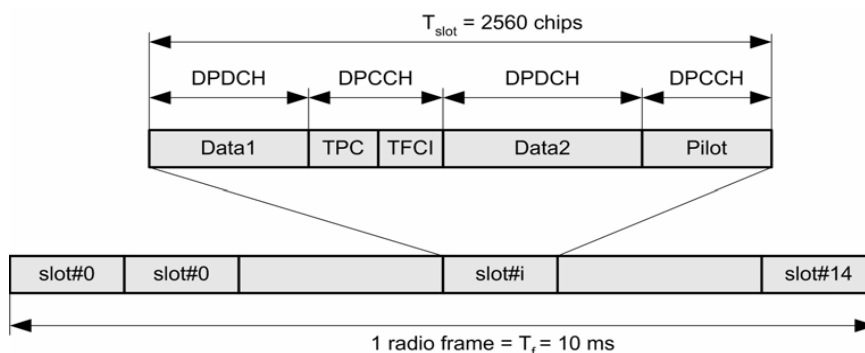 T_slot = 2560 chips
DPDCH DPCCH DPDCH DPCCH
Data1 TPC TFCI Data2 Pilot
slot#0 slot#0 slot#i slot#14
1 radio frame = T_f = 10 ms